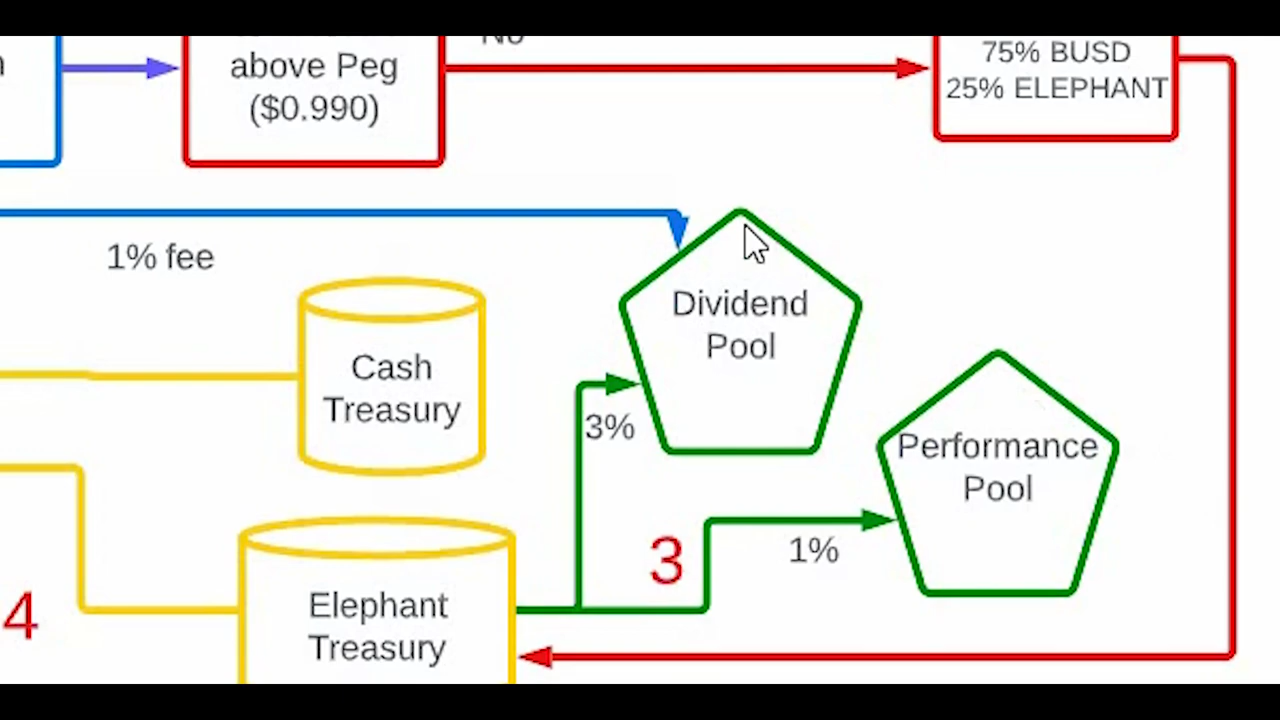 No
75% BUSD
25% ELEPHANT
above Peg
($0.990)
1% fee
Dividend
Pool
Cash
Treasury
3%
Performance
Pool
3
1%
4
Elephant
Treasury